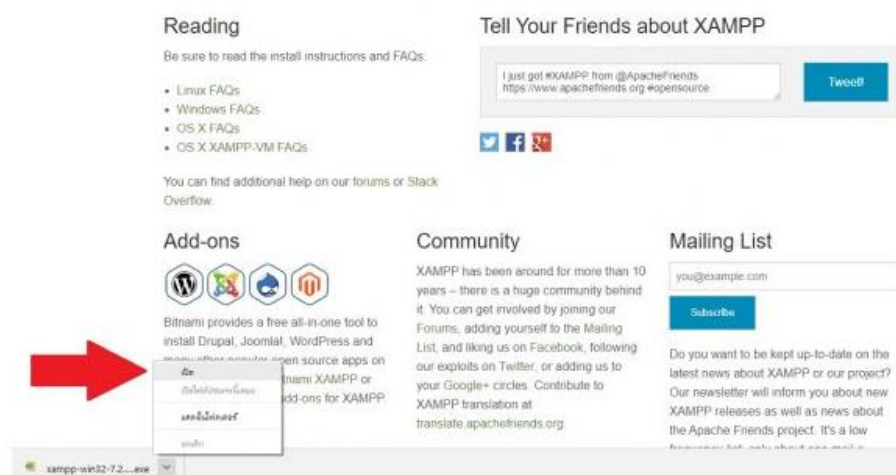 Reading
Be sure to read the install instructions and FAQs.
Linux FAQs
Windows FAQs
OS X FAQs
OS X XAMPP-VM FAQs
You can find additional help on our forums or Stack
Overflow.
Tell Your Friends about XAMPP
I just got #XAMPP from @ApacheFriends
https://www.apachefriends.org #opensource
Tweet!
Add-ons
Bitnami provides a free all-in-one tool to
install Drupal, Joomla!, WordPress and
many other popular open source apps on
tnami XAMPP or
dd-ons for XAMPP
เปิด
แสดงในโฟลเดอร์
ยกเลิก
Community
XAMPP has been around for more than 10
years – there is a huge community behind
it. You can get involved by joining our
Forums, adding yourself to the Mailing
List, and liking us on Facebook, following
our exploits on Twitter, or adding us to
your Google+ circles. Contribute to
XAMPP translation at
translate.apachefriends.org.
Mailing List
you@example.com
Subscribe
Do you want to be kept up-to-date on the
latest news about XAMPP or our project?
Our newsletter will inform you about new
XAMPP releases as well as news about
the Apache Friends project. It's a low
frequency list, only about one mail a
xampp-win32-7.2....exe